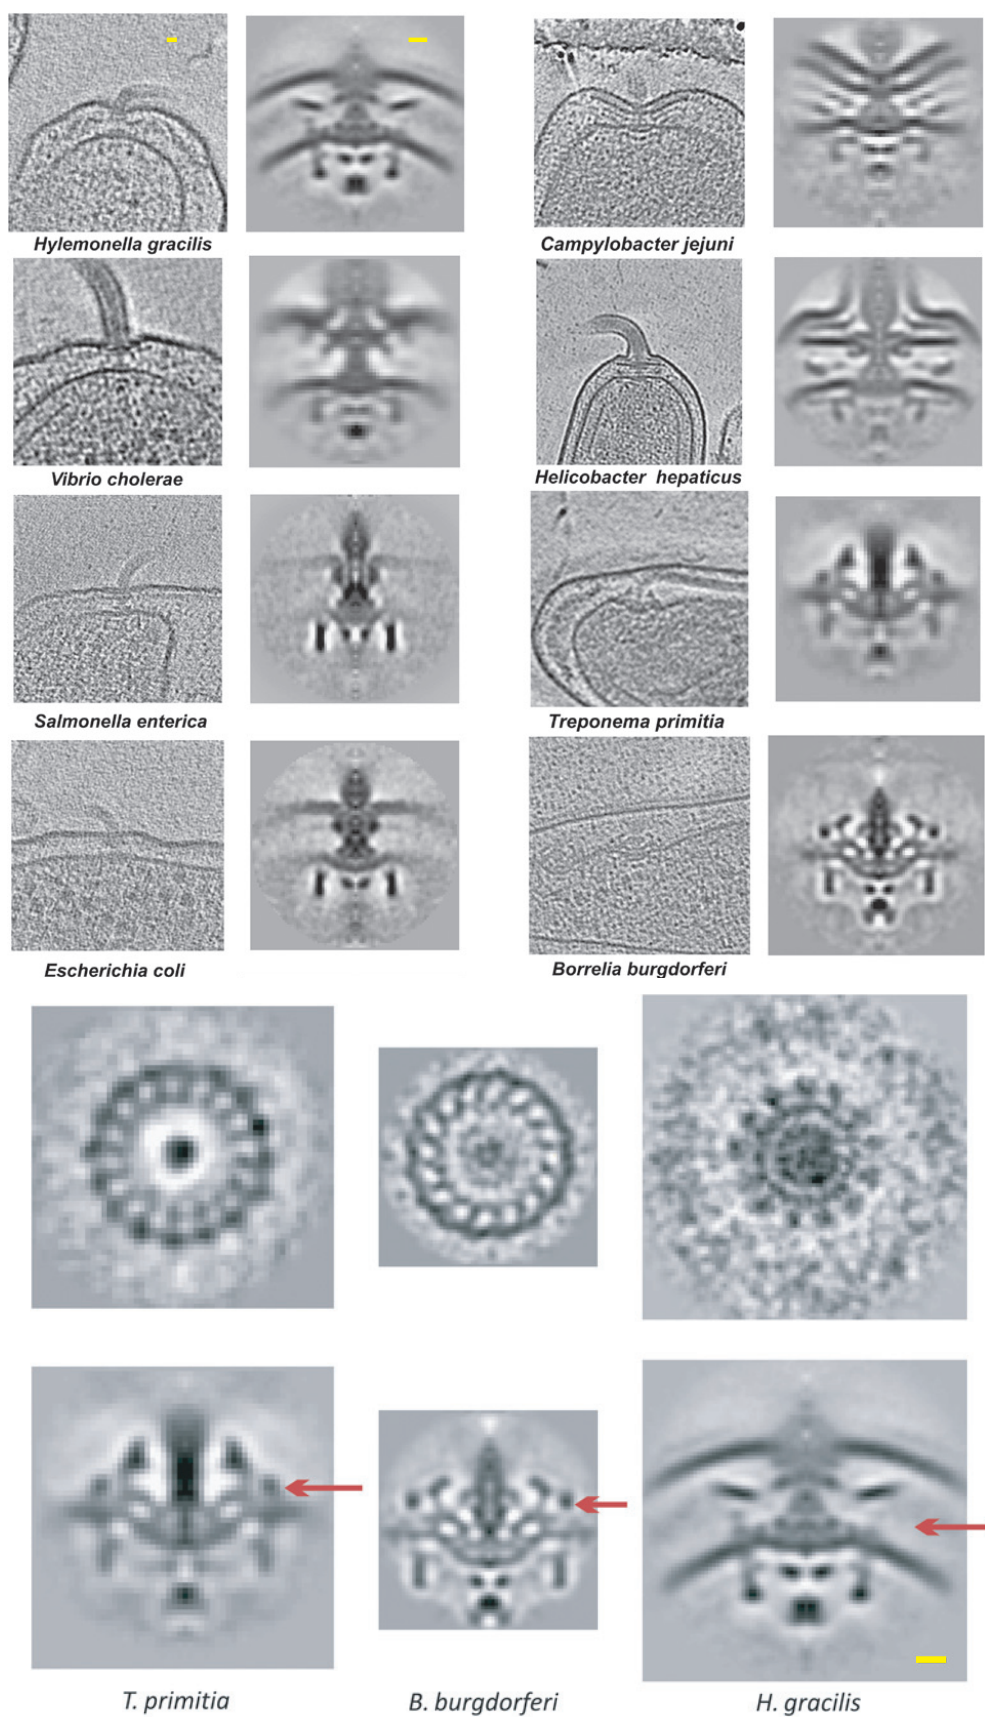 Hylemonella gracilis
Campylobacter jejuni
Vibrio cholerae
Helicobacter hepaticus
Salmonella enterica
Treponema primitia
Escherichia coli
Borrelia burgdorferi
T. primitia
B. burgdorferi
H. gracilis